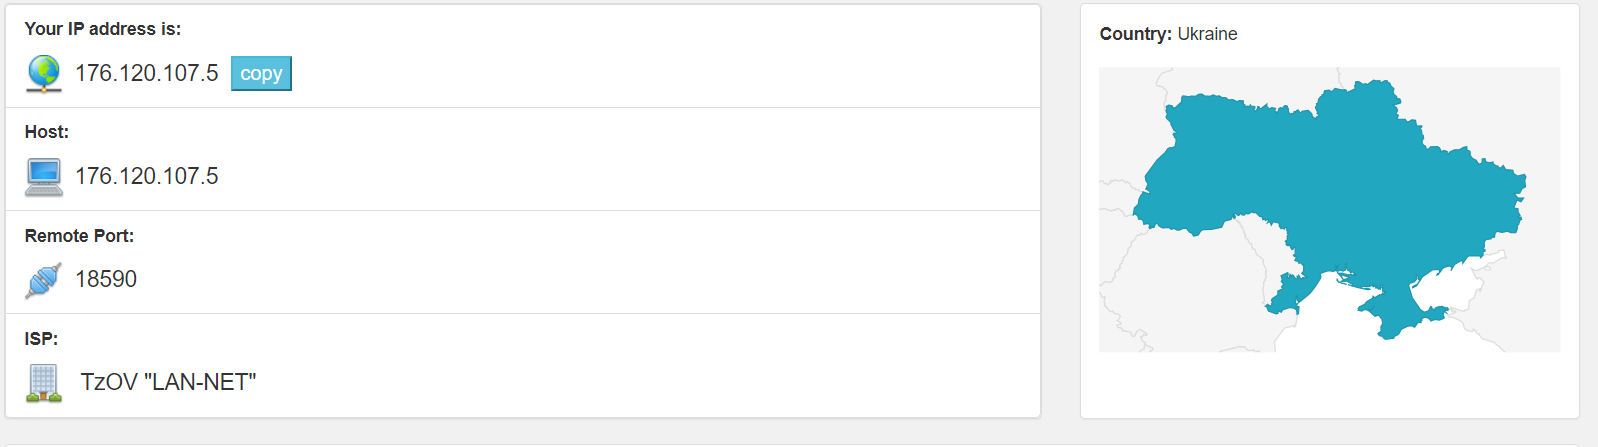 Your IP address is:
176.120.107.5 copy
Host:
176.120.107.5
Remote Port:
18590
ISP:
TzOV "LAN-NET"
Country: Ukraine